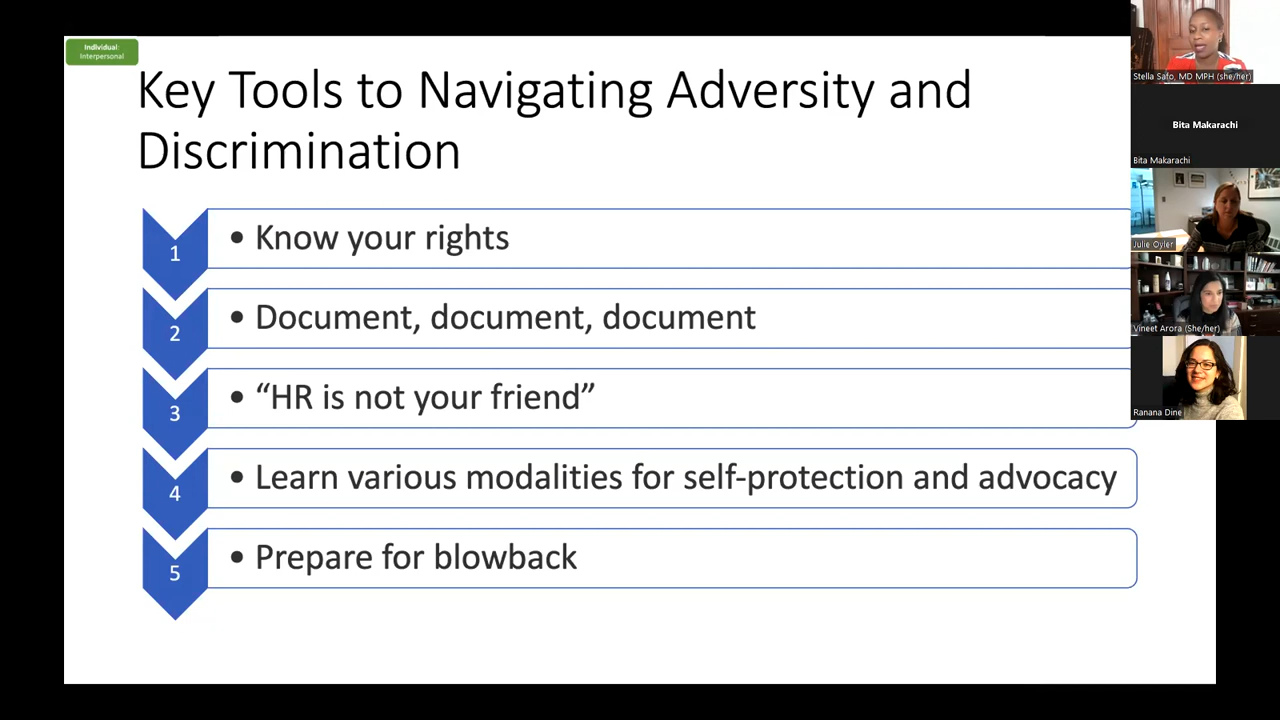 Individual:
Interpersonal
Key Tools to Navigating Adversity and
Discrimination
1
• Know your rights
2
• Document, document, document
3
• “HR is not your friend”
4
• Learn various modalities for self-protection and advocacy
5
• Prepare for blowback
Stella Safo, MD MPH (she/her)
Bita Makarachi
Bita Makarachi
Julie Oyler
Vineet Arora (She/her)
Ranana Dine